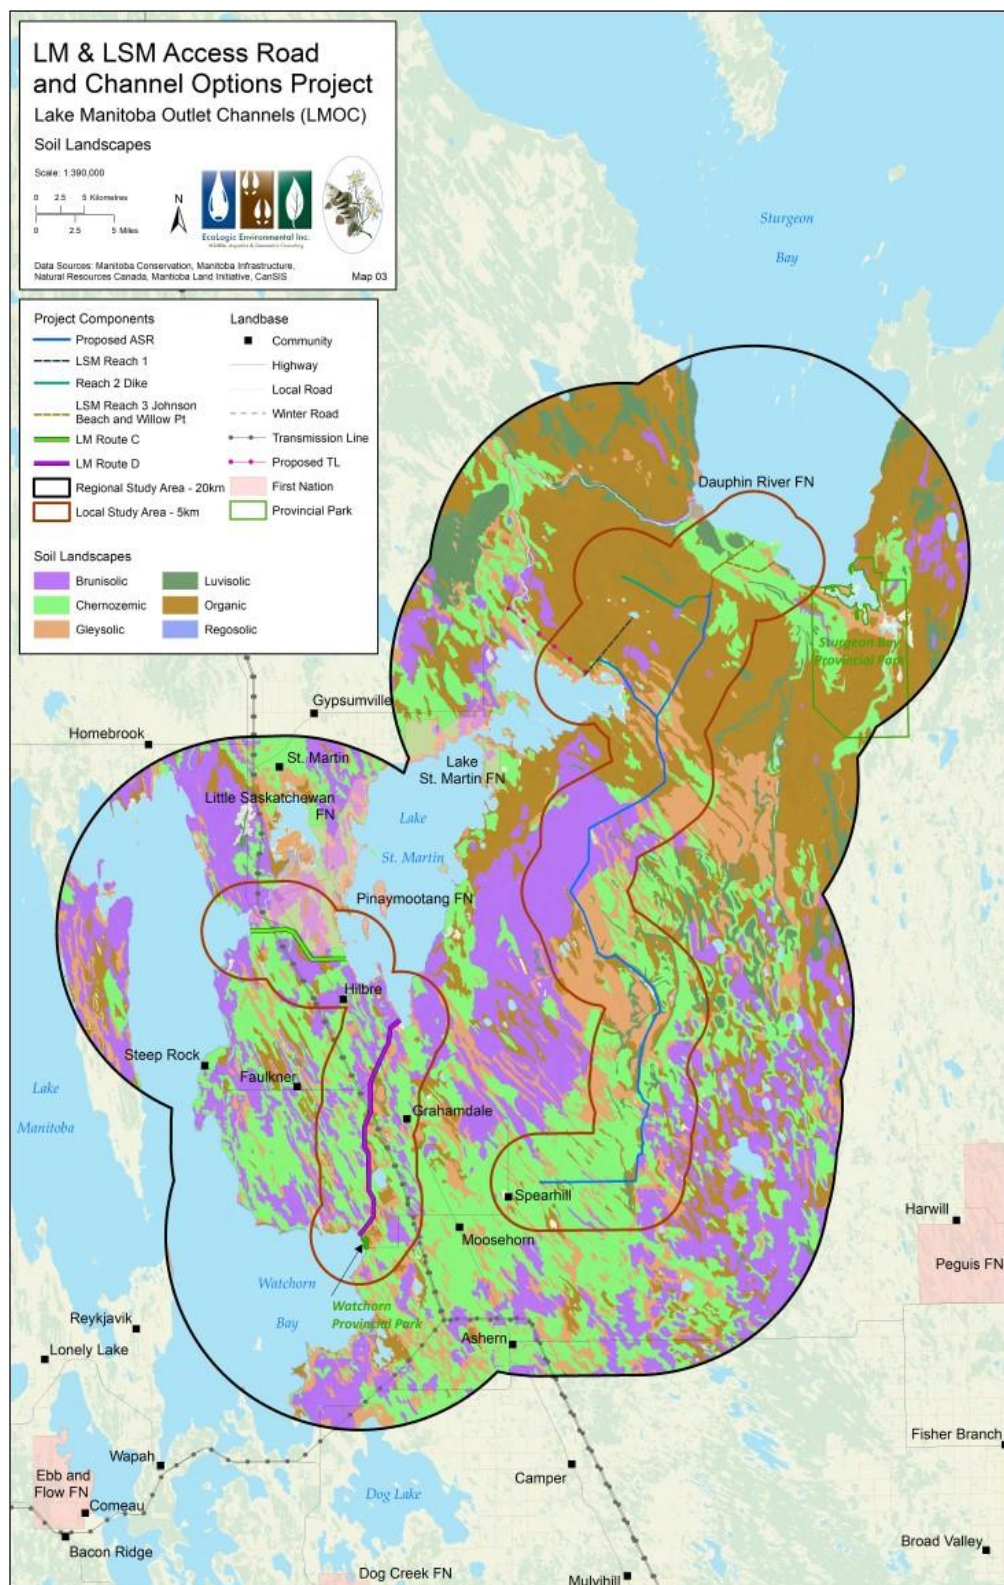 LM & LSM Access Road
and Channel Options Project
Lake Manitoba Outlet Channels (LMOC)
Soil Landscapes
Scale: 1:390,000
0 2.5 5 Kilometres
0 2.5 5 Miles
N
EcoLogic Environmental Inc.
Data Sources: Manitoba Conservation, Manitoba Infrastructure,
Natural Resources Canada, Mantioba Land Initiative, CanSIS
Map 03
Project Components
Proposed ASR
LSM Reach 1
Reach 2 Dike
LSM Reach 3 Johnson
Beach and Willow Pt
LM Route C
LM Route D
Regional Study Area - 20km
Local Study Area - 5km
Landbase
Community
Highway
Local Road
Winter Road
Transmission Line
Proposed TL
First Nation
Provincial Park
Soil Landscapes
Brunisolic
Chernozemic
Gleysolic
Luvisolic
Organic
Regosolic
Sturgeon
Bay
Dauphin River FN
Sturgeon Bay
Provincial Park
Gypsumville
Homebrook
St. Martin
Lake
St. Martin FN
Little Saskatchewan
FN
Lake
St. Martin
Pinaymootang FN
Hilbre
Steep Rock
Faulkner
Lake
Manitoba
Grahamdale
Spearhill
Harwill
Moosehorn
Peguis FN
Watchorn
Bay
Watchorn
Provincial Park
Reykjavik
Ashern
Lonely Lake
Fisher Branch
Wapah
Camper
Ebb and
Flow FN
Dog Lake
Comeau
Bacon Ridge
Broad Valley
Dog Creek FN
Mulvihill